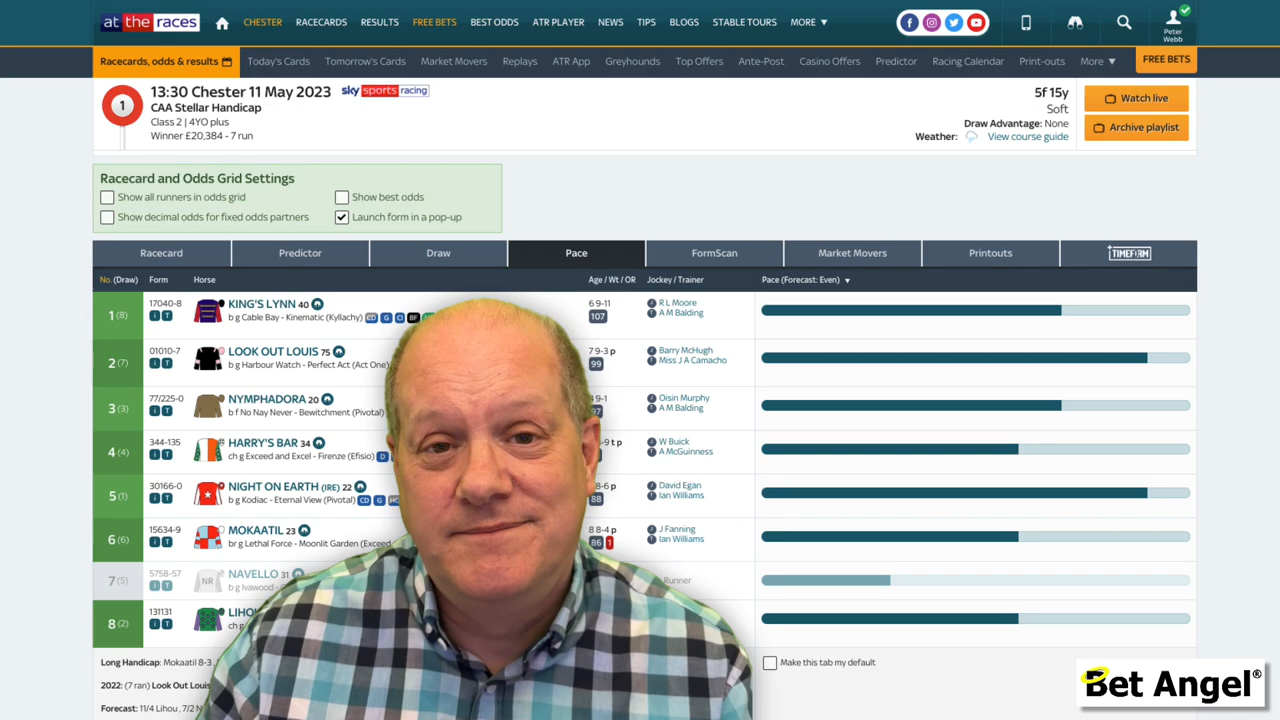 at the races CHESTER RACECARDS RESULTS FREE BETS BEST ODDS ATR PLAYER NEWS TIPS BLOGS STABLE TOURS MORE ▼
Peter
Webb
Racecards, odds & results Today's Cards Tomorrow's Cards Market Movers Replays ATR App Greyhounds Top Offers Ante-Post Casino Offers Predictor Racing Calendar Print-outs More ▼ FREE BETS
1 13:30 Chester 11 May 2023 sky sports racing
CAA Stellar Handicap
Class 2 | 4YO plus
Winner £20,384 - 7 run
5f 15y
Soft
Draw Advantage: None
Weather: View course guide
Watch live
Archive playlist
Racecard and Odds Grid Settings
Show all runners in odds grid Show best odds
Show decimal odds for fixed odds partners Launch form in a pop-up
Racecard Predictor Draw Pace FormScan Market Movers Printouts TIMEFORM
No. (Draw) Form Horse Age / Wt / OR Jockey / Trainer Pace (Forecast: Even) ▼
1 (8) 17040-8 KING'S LYNN 40 6 9-11 R L Moore
i T b g Cable Bay - Kinematic (Kyllachy) CD G CI BF 107 A M Balding
2 (7) 01010-7 LOOK OUT LOUIS 75 7 9-3 p Barry McHugh
i T b g Harbour Watch - Perfect Act (Act One) 99 Miss J A Camacho
3 (3) 77/225-0 NYMPHADORA 20 9-1 Oisin Murphy
i T b f No Nay Never - Bewitchment (Pivotal) A M Balding
4 (4) 344-135 HARRY'S BAR 34 -9 t p W Buick
i T ch g Exceed and Excel - Firenze (Efisio) D A McGuinness
5 (1) 30166-0 NIGHT ON EARTH (IRE) 22 8-6 p David Egan
i T b g Kodiac - Eternal View (Pivotal) CD G 88 Ian Williams
6 (6) 15634-9 MOKAATIL 23 8 8-4 p J Fanning
i T br g Lethal Force - Moonlit Garden (Exceed 86 1 Ian Williams
7 (5) 5758-57 NR NAVELLO 31 Runner
i T b g Ivawood -
8 (2) 131131 LIHOU
i T ch g
Long Handicap: Mokaatil 8-3 Make this tab my default
2022: (7 ran) Look Out Louis
Forecast: 11/4 Lihou, 7/2 N
Bet Angel®